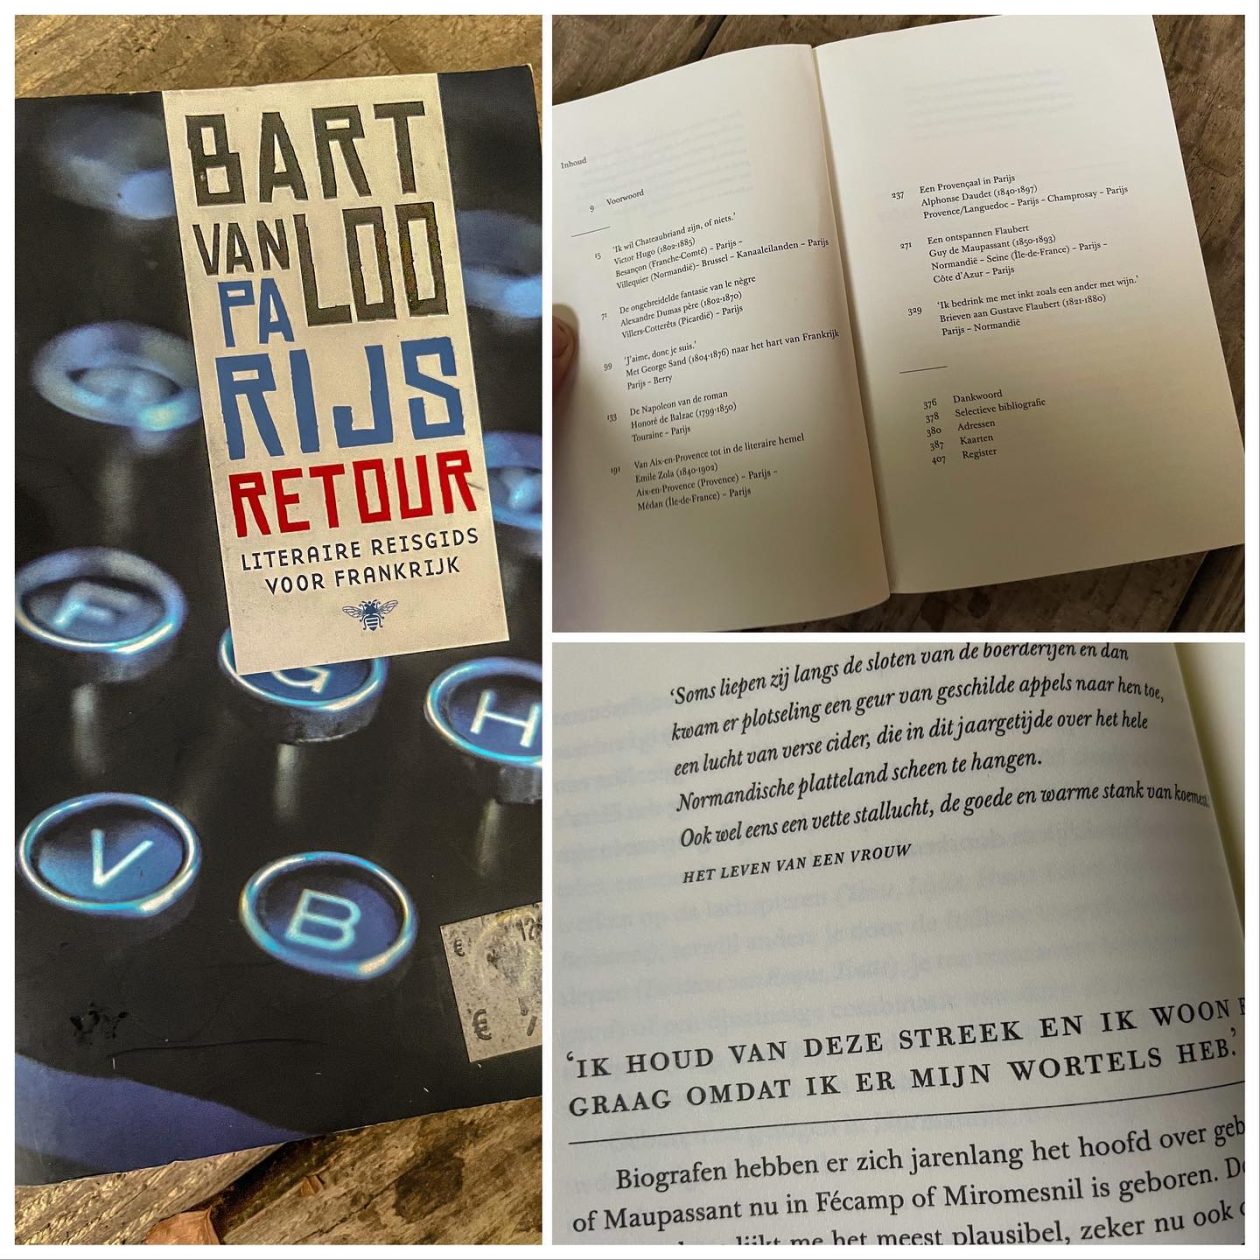 BART
VAN LOO
PA
RIJS
RETOUR
LITERAIRE REISGIDS
VOOR FRANKRIJK
F
G
H
V
B
€ 12
€
Inhoud
9 Voorwoord
15 'Ik wil Chateaubriand zijn, of niets.'
Victor Hugo (1802-1885)
Besançon (Franche-Comté) – Parijs –
Villequier (Normandië)– Brussel – Kanaaleilanden – Parijs
71 De ongebreidelde fantasie van le nègre
Alexandre Dumas père (1802-1870)
Villers-Cotterêts (Picardië) – Parijs
99 'J'aime, donc je suis.'
Met George Sand (1804-1876) naar het hart van Frankrijk
Parijs – Berry
133 De Napoleon van de roman
Honoré de Balzac (1799-1850)
Touraine – Parijs
191 Van Aix-en-Provence tot in de literaire hemel
Emile Zola (1840-1902)
Aix-en-Provence (Provence) – Parijs –
Médan (Île-de-France) – Parijs
237 Een Provençaal in Parijs
Alphonse Daudet (1840-1897)
Provence/Languedoc – Parijs – Champrosay – Parijs
271 Een ontspannen Flaubert
Guy de Maupassant (1850-1893)
Normandië – Seine (Île-de-France) – Parijs –
Côte d'Azur – Parijs
329 'Ik bedrink me met inkt zoals een ander met wijn.'
Brieven aan Gustave Flaubert (1821-1880)
Parijs – Normandië
376 Dankwoord
378 Selectieve bibliografie
380 Adressen
387 Kaarten
407 Register
'Soms liepen zij langs de sloten van de boerderijen en dan
kwam er plotseling een geur van geschilde appels naar hen toe,
een lucht van verse cider, die in dit jaargetijde over het hele
Normandische platteland scheen te hangen.
Ook wel eens een vette stallucht, de goede en warme stank van
HET LEVEN VAN EEN VROUW
'IK HOUD VAN DEZE STREEK EN IK WOON
GRAAG OMDAT IK ER MIJN WORTELS HEB.'
Biografen hebben er zich jarenlang het hoofd over geb
of Maupassant nu in Fécamp of Miromesnil is geboren. D
lijkt me het meest plausibel, zeker nu ook